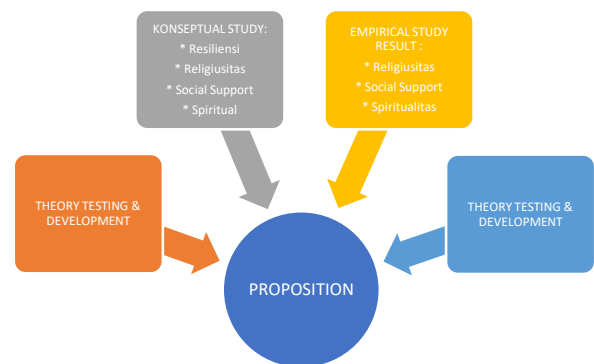 KONSEPTUAL STUDY:
* Resiliensi
* Religiusitas
* Social Support
* Spiritual
EMPIRICAL STUDY
RESULT :
* Religiusitas
* Social Support
* Spiritualitas
THEORY TESTING &
DEVELOPMENT
THEORY TESTING &
DEVELOPMENT
PROPOSITION